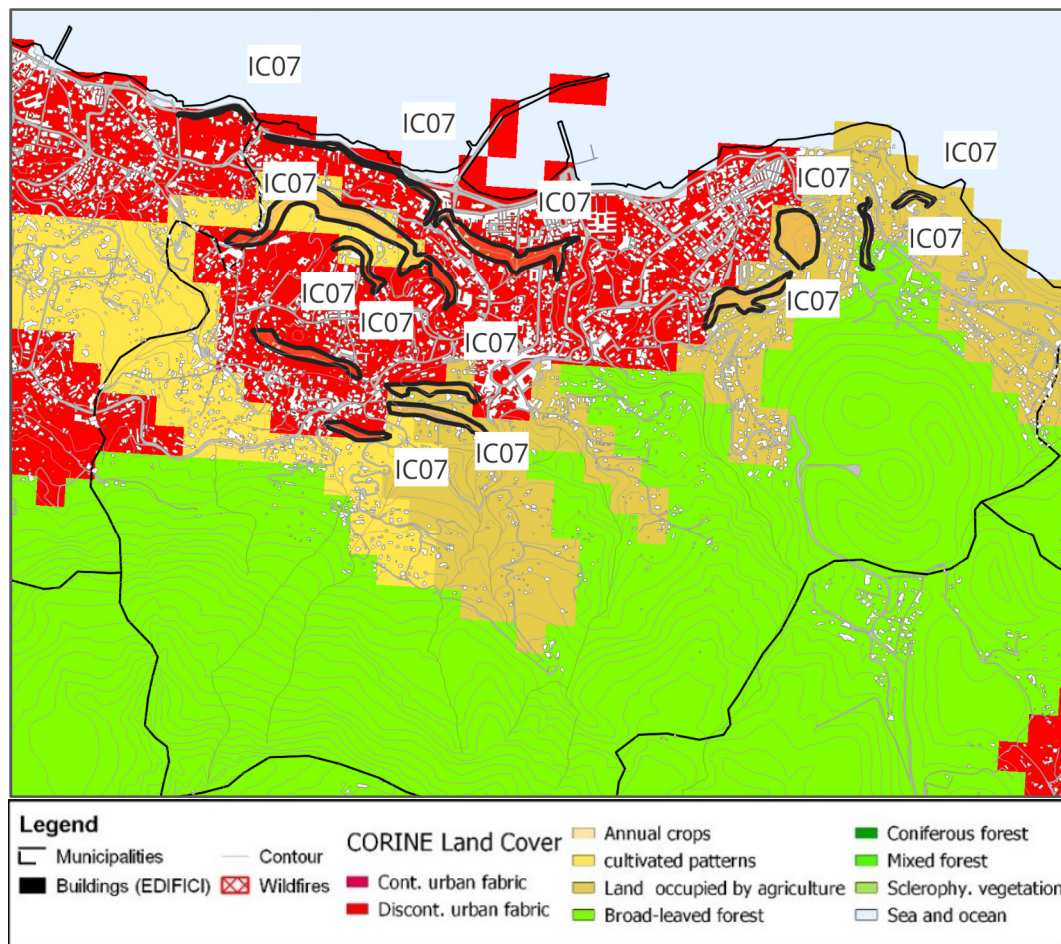 IC07
IC07
IC07
IC07
IC07
IC07
IC07
IC07
IC07
IC07
IC07
IC07
IC07
Legend
Municipalities
Buildings (EDIFICI)
Contour
Wildfires
CORINE Land Cover
Cont. urban fabric
Discont. urban fabric
Annual crops
cultivated patterns
Land occupied by agriculture
Broad-leaved forest
Coniferous forest
Mixed forest
Sclerophy. vegetation
Sea and ocean